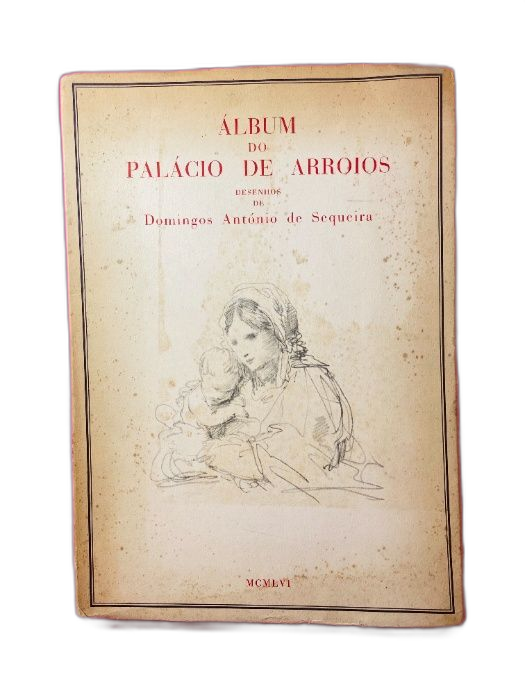 ÁLBUM
DO
PALÁCIO DE ARROIOS
DESENHOS
DE
Domingos António de Sequeira
MCMLVI